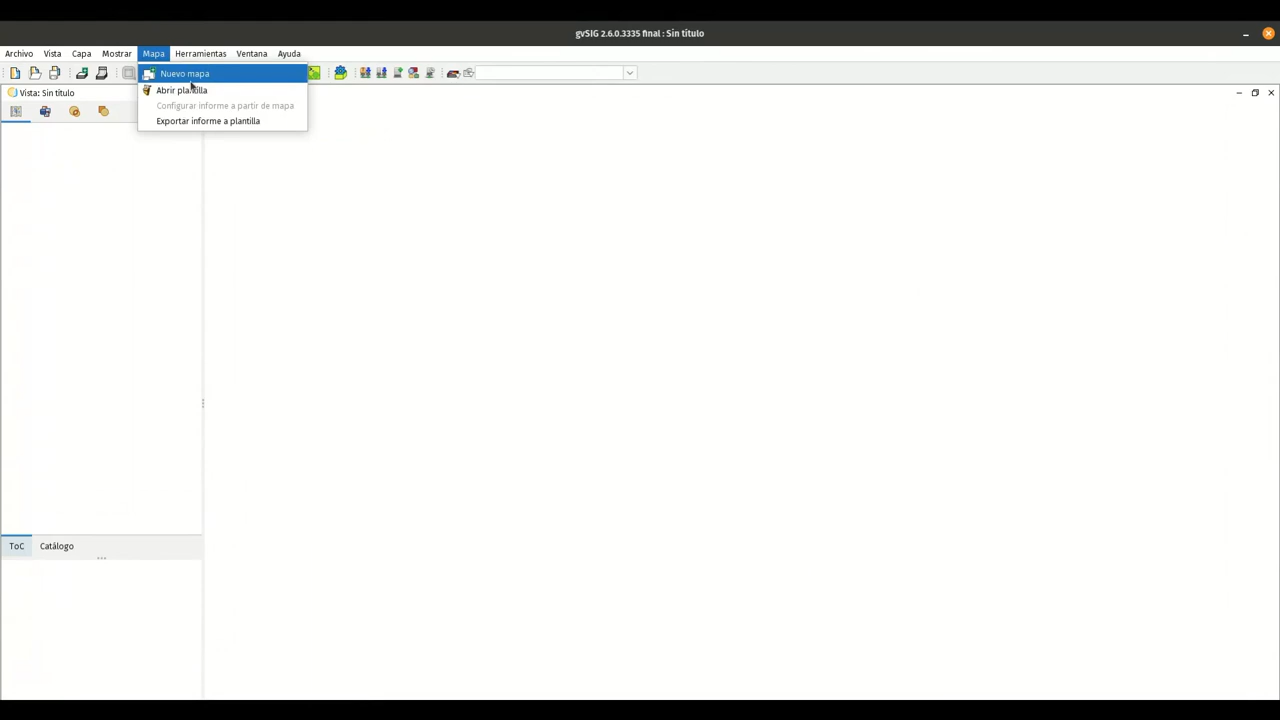 gvSIG 2.6.0.3335 final : Sin título
Archivo Vista Capa Mostrar Mapa Herramientas Ventana Ayuda
Nuevo mapa
Abrir plantilla
Configurar informe a partir de mapa
Exportar informe a plantilla
Vista: Sin título
ToC Catálogo